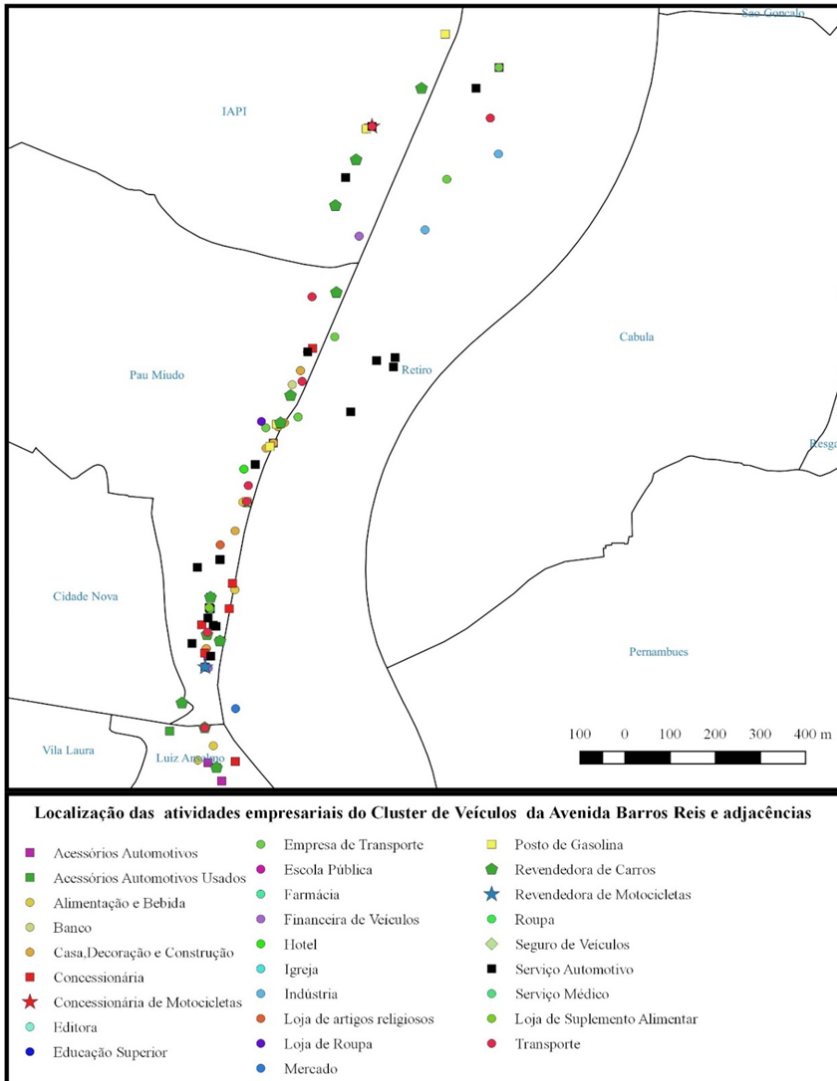 Sao Gonçalo
IAPI
Cabula
Pau Miudo
Retiro
Resga
Cidade Nova
Pernambues
Vila Laura
Luiz Anselmo
100 0 100 200 300 400 m
Localização das atividades empresariais do Cluster de Veículos da Avenida Barros Reis e adjacências
Acessórios Automotivos
Acessórios Automotivos Usados
Alimentação e Bebida
Banco
Casa,Decoração e Construção
Concessionária
Concessionária de Motocicletas
Editora
Educação Superior
Empresa de Transporte
Escola Pública
Farmácia
Financeira de Veículos
Hotel
Igreja
Indústria
Loja de artigos religiosos
Loja de Roupa
Mercado
Posto de Gasolina
Revendedora de Carros
Revendedora de Motocicletas
Roupa
Seguro de Veículos
Serviço Automotivo
Serviço Médico
Loja de Suplemento Alimentar
Transporte